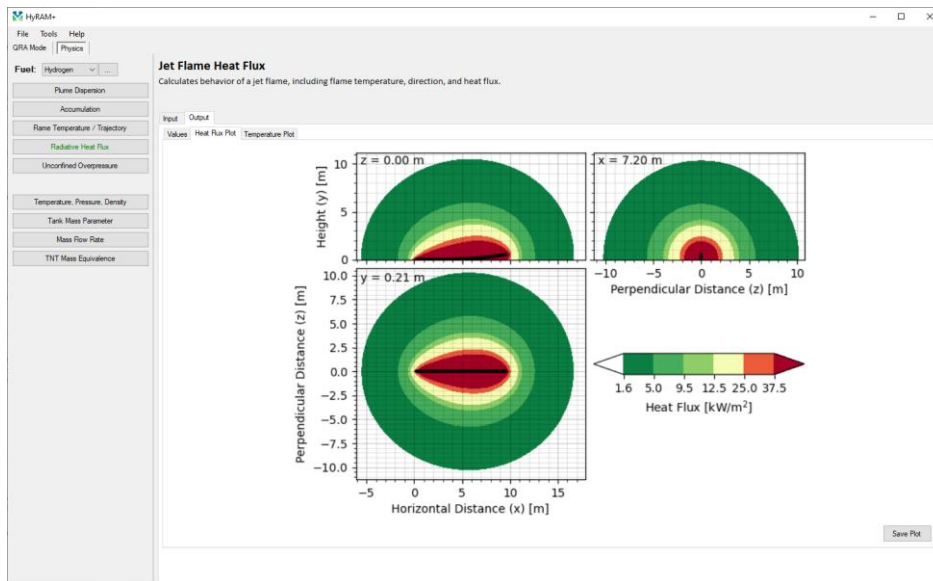 HyRAM+
File Tools Help
QRA Mode Physics
Fuel: Hydrogen ...
Plume Dispersion
Accumulation
Flame Temperature / Trajectory
Radiative Heat Flux
Unconfined Overpressure
Temperature, Pressure, Density
Tank Mass Parameter
Mass Flow Rate
TNT Mass Equivalence
Jet Flame Heat Flux
Calculates behavior of a jet flame, including flame temperature, direction, and heat flux.
Input Output
Values Heat Flux Plot Temperature Plot
z = 0.00 m
10
5
0
Height (y) [m]
x = 7.20 m
−10 −5 0 5 10
Perpendicular Distance (z) [m]
y = 0.21 m
10.0
7.5
5.0
2.5
0.0
−2.5
−5.0
−7.5
−10.0
Perpendicular Distance (z) [m]
−5 0 5 10 15
Horizontal Distance (x) [m]
1.6 5.0 9.5 12.5 25.0 37.5
Heat Flux [kW/m²]
Save Plot